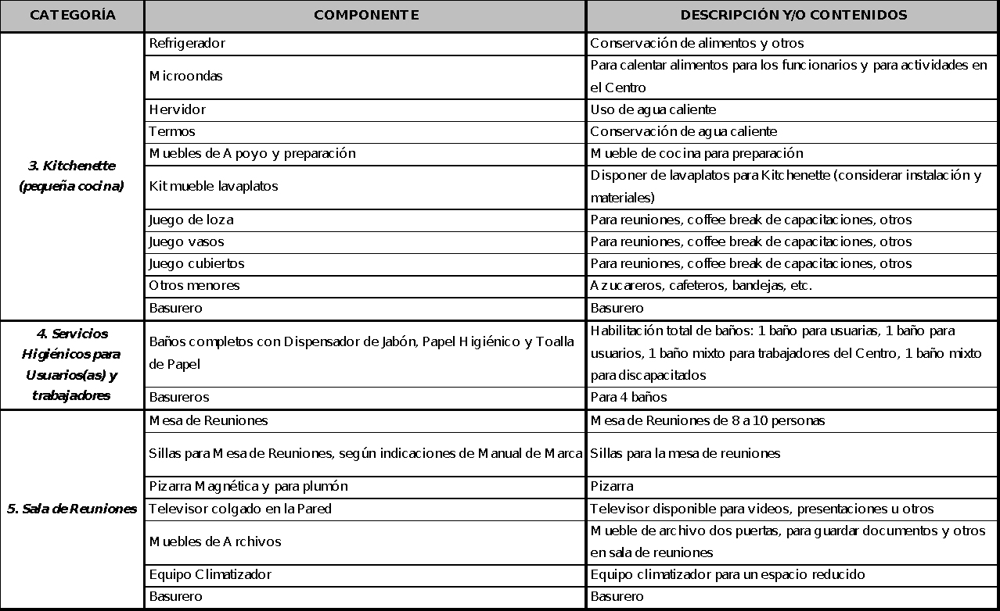 CATEGORÍA COMPONENTE DESCRIPCIÓN Y/O CONTENIDOS
3. Kitchenette
(pequeña cocina)
Refrigerador Conservación de alimentos y otros
Microondas Para calentar alimentos para los funcionarios y para actividades en
el Centro
Hervidor Uso de agua caliente
Termos Conservación de agua caliente
Muebles de Apoyo y preparación Mueble de cocina para preparación
Kit mueble lavaplatos Disponer de lavaplatos para Kitchenette (considerar instalación y
materiales)
Juego de loza Para reuniones, coffee break de capacitaciones, otros
Juego vasos Para reuniones, coffee break de capacitaciones, otros
Juego cubiertos Para reuniones, coffee break de capacitaciones, otros
Otros menores Azucareros, cafeteros, bandejas, etc.
Basurero Basurero
4. Servicios
Higiénicos para
Usuarios(as) y
trabajadores
Baños completos con Dispensador de Jabón, Papel Higiénico y Toalla
de Papel
Habilitación total de baños: 1 baño para usuarias, 1 baño para
usuarios, 1 baño mixto para trabajadores del Centro, 1 baño mixto
para discapacitados
Basureros Para 4 baños
5. Sala de Reuniones
Mesa de Reuniones Mesa de Reuniones de 8 a 10 personas
Sillas para Mesa de Reuniones, según indicaciones de Manual de Marca Sillas para la mesa de reuniones
Pizarra Magnética y para plumón Pizarra
Televisor colgado en la Pared Televisor disponible para videos, presentaciones u otros
Muebles de Archivos Mueble de archivo dos puertas, para guardar documentos y otros
en sala de reuniones
Equipo Climatizador Equipo climatizador para un espacio reducido
Basurero Basurero